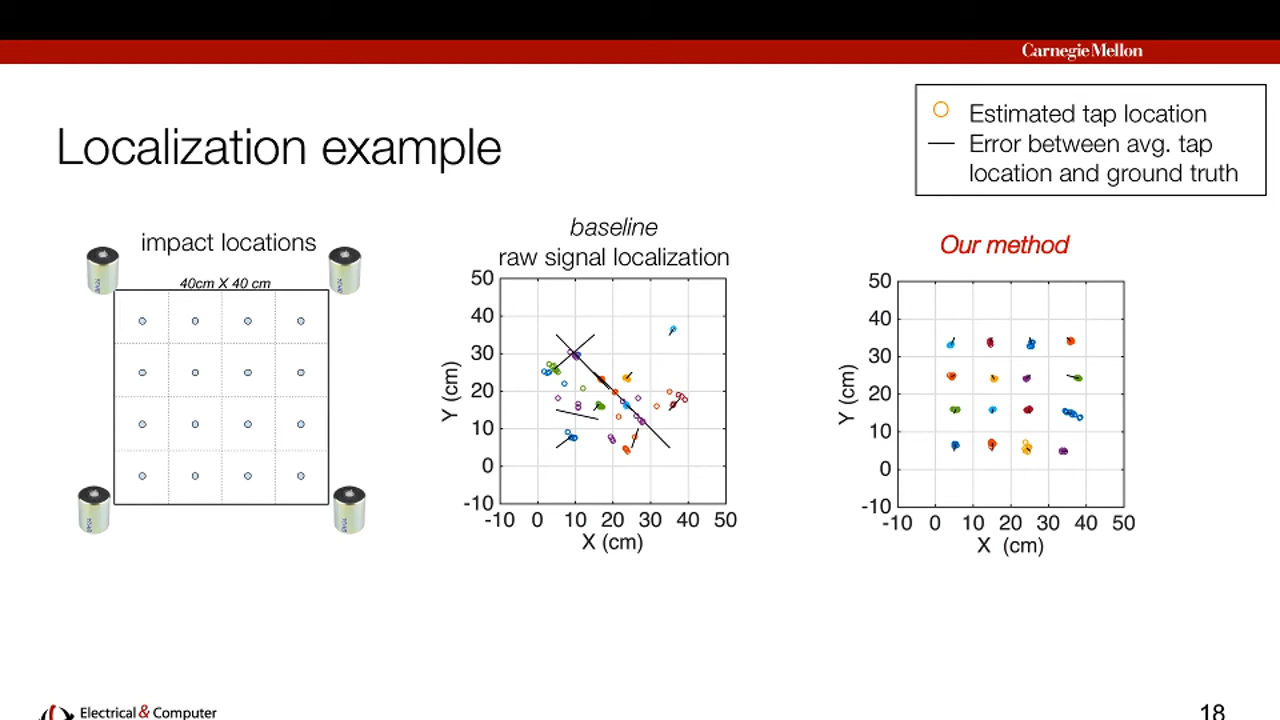 Carnegie Mellon
Estimated tap location
Error between avg. tap
location and ground truth
Localization example
impact locations
40cm X 40 cm
baseline
raw signal localization
50
40
30
20
10
0
-10
Y (cm)
-10 0 10 20 30 40 50
X (cm)
Our method
50
40
30
20
10
0
-10
Y (cm)
-10 0 10 20 30 40 50
X (cm)
Electrical & Computer
18